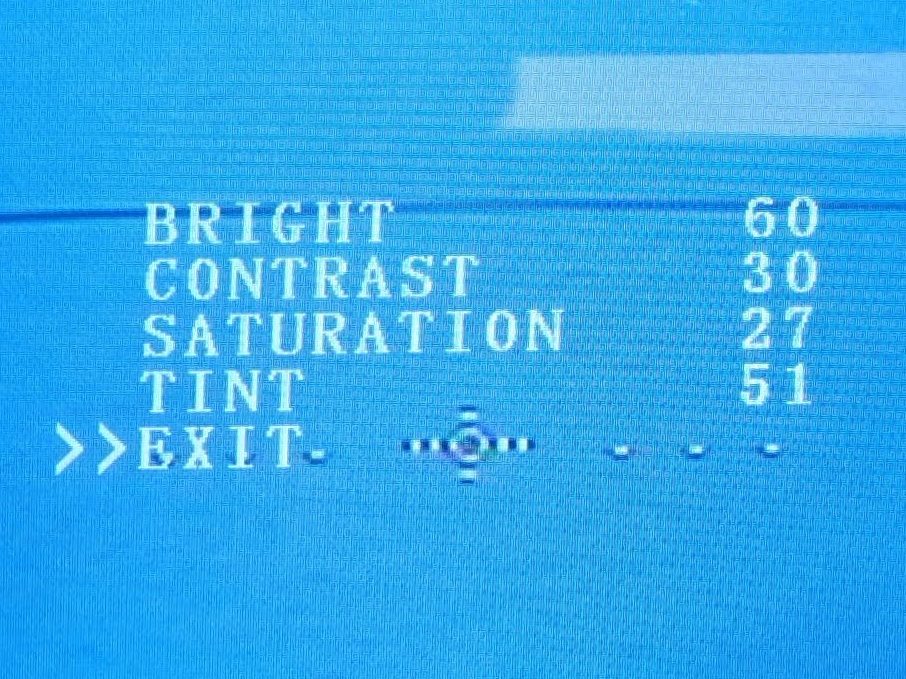 BRIGHT 60
CONTRAST 30
SATURATION 27
TINT 51
>>EXIT